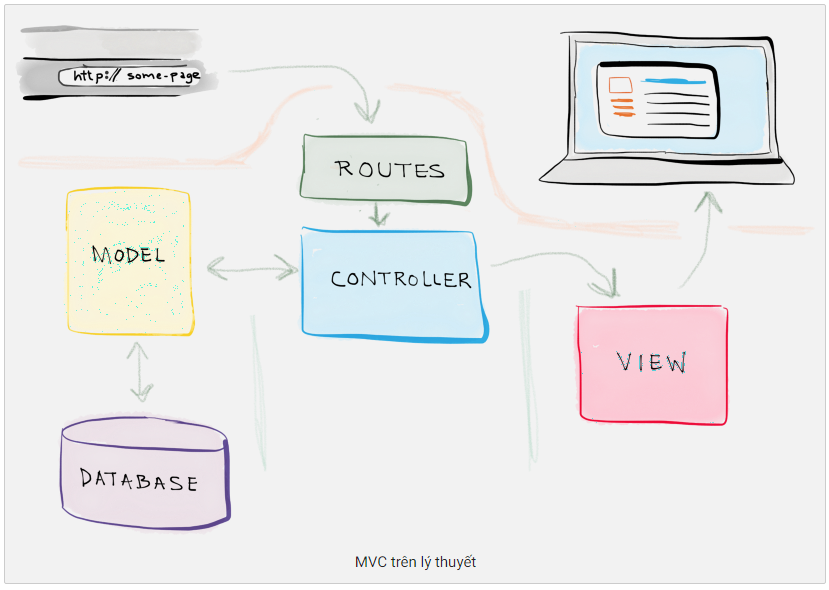 http:// some-page
ROUTES
MODEL
CONTROLLER
VIEW
DATABASE
MVC trên lý thuyết